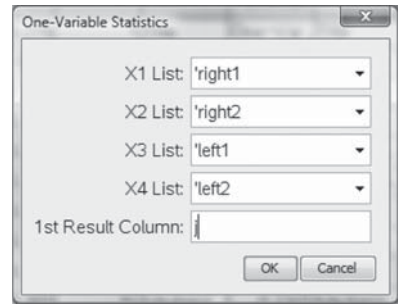 One-Variable Statistics
X1 List: 'right1
X2 List: 'right2
X3 List: 'left1
X4 List: 'left2
1st Result Column: j
OK Cancel